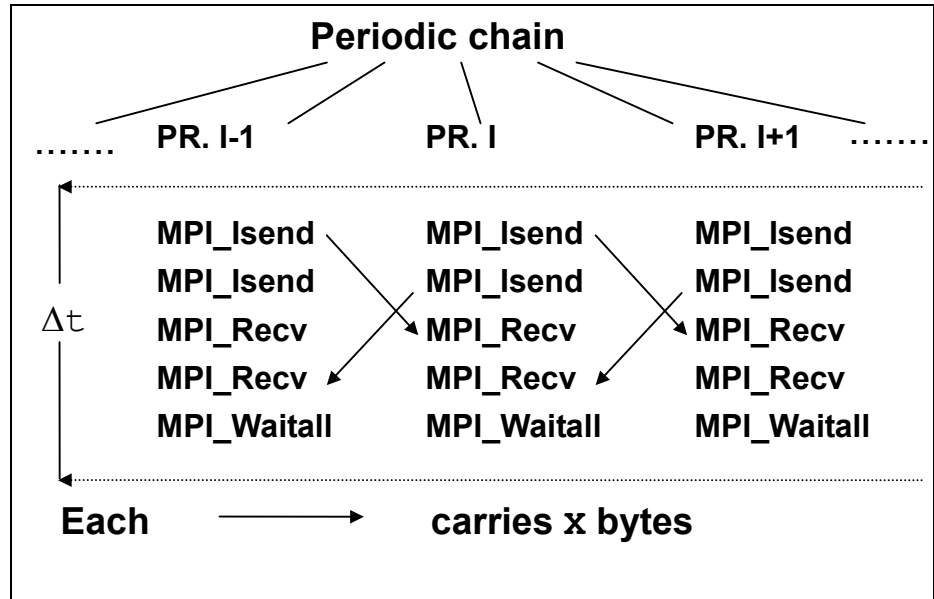 Periodic chain
....... PR. I-1 PR. I PR. I+1 .......
MPI_Isend MPI_Isend MPI_Isend
MPI_Isend MPI_Isend MPI_Isend
Δt
MPI_Recv MPI_Recv MPI_Recv
MPI_Recv MPI_Recv MPI_Recv
MPI_Waitall MPI_Waitall MPI_Waitall
Each carries x bytes